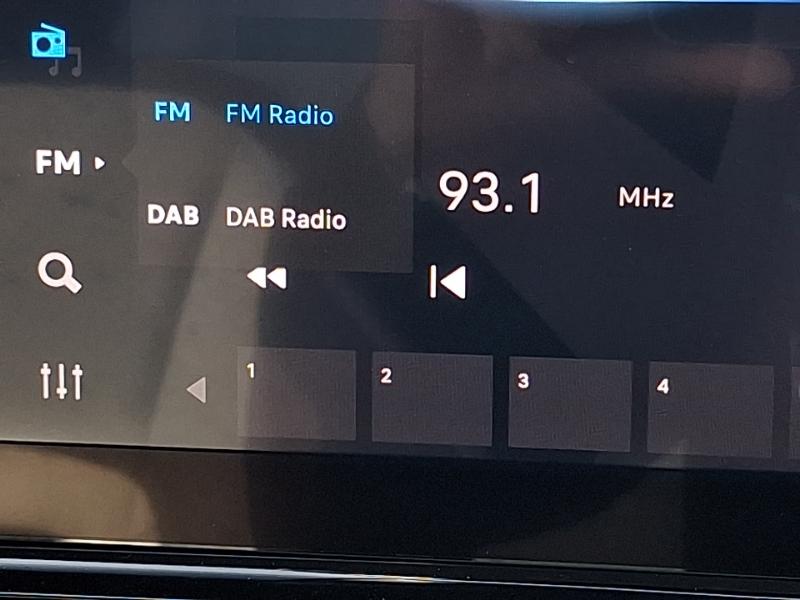 FM FM Radio
FM
DAB DAB Radio
93.1 MHz
1 2 3 4